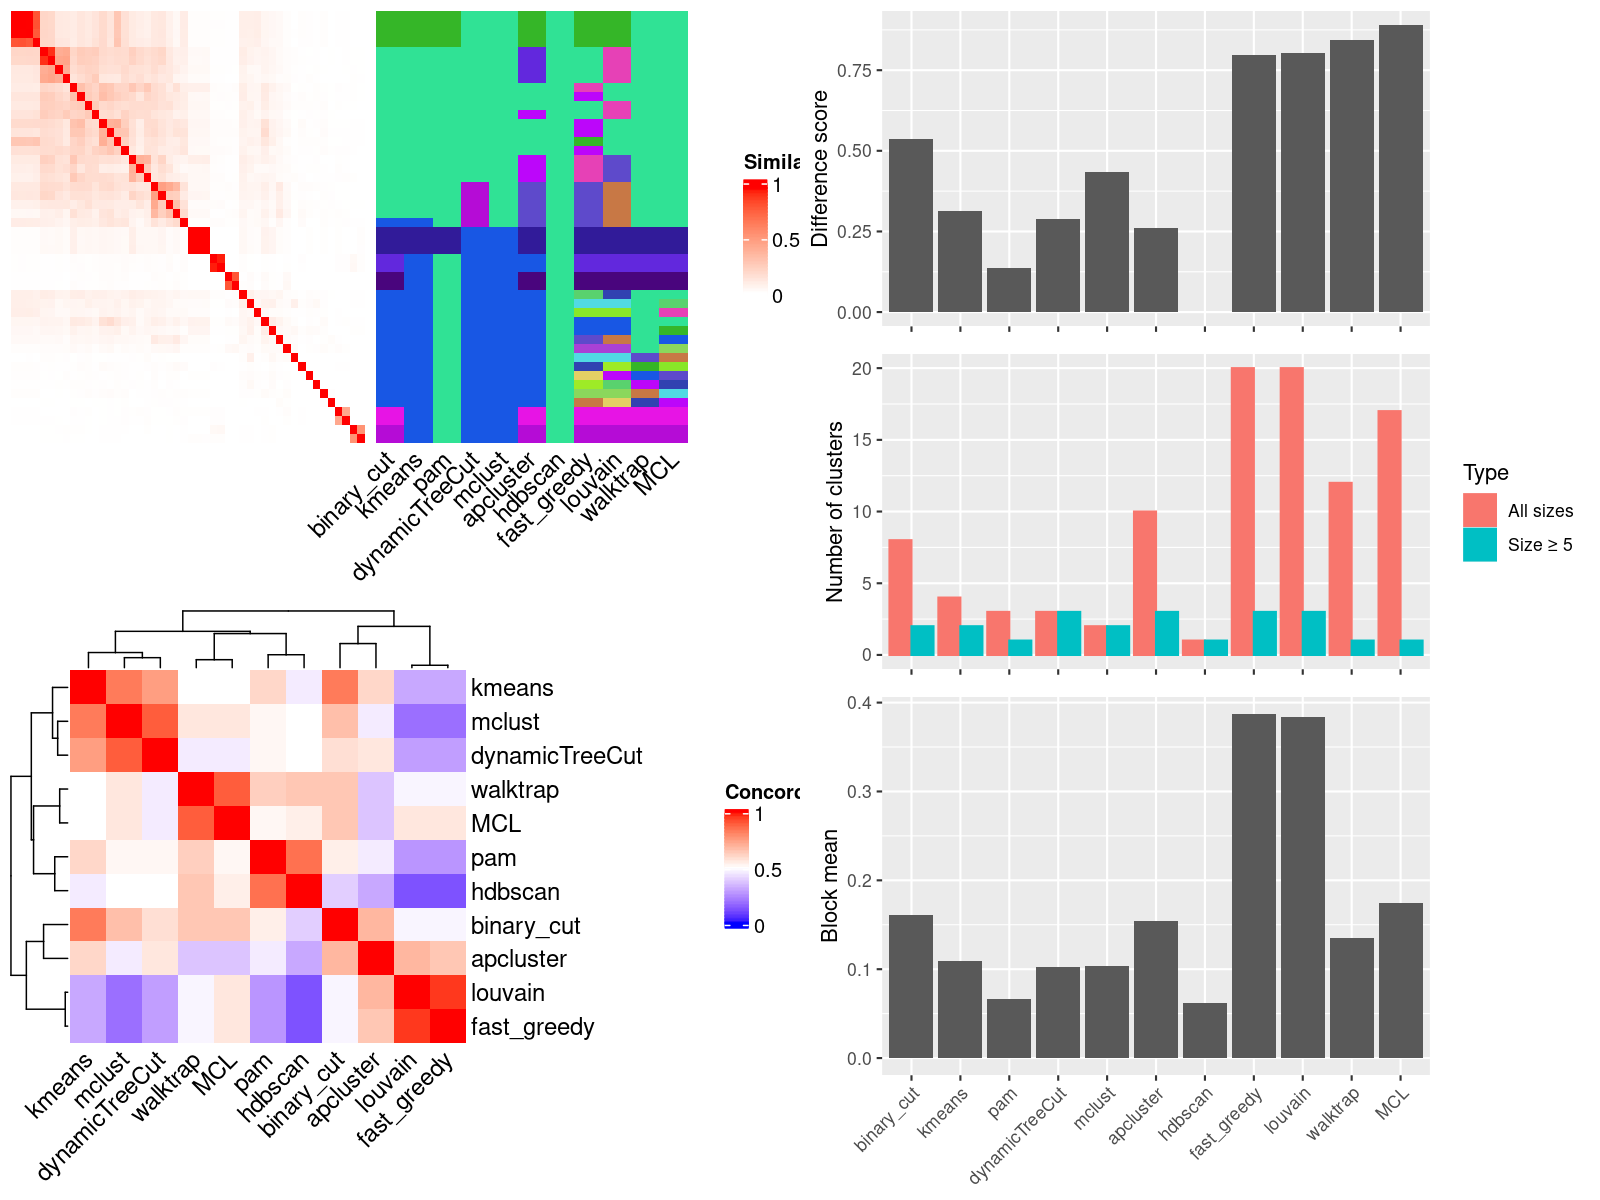 Simila
1
0.5
0
binary_cut
kmeans
pam
dynamicTreeCut
mclust
apcluster
hdbscan
fast_greedy
louvain
walktrap
MCL
kmeans
mclust
dynamicTreeCut
walktrap
MCL
pam
hdbscan
binary_cut
apcluster
louvain
fast_greedy
kmeans
mclust
dynamicTreeCut
walktrap
MCL
pam
hdbscan
binary_cut
apcluster
louvain
fast_greedy
Concord
1
0.5
0
Difference score
0.75
0.50
0.25
0.00
Number of clusters
20
15
10
5
0
Type
All sizes
Size ≥ 5
Block mean
0.4
0.3
0.2
0.1
0.0
binary_cut
kmeans
pam
dynamicTreeCut
mclust
apcluster
hdbscan
fast_greedy
louvain
walktrap
MCL